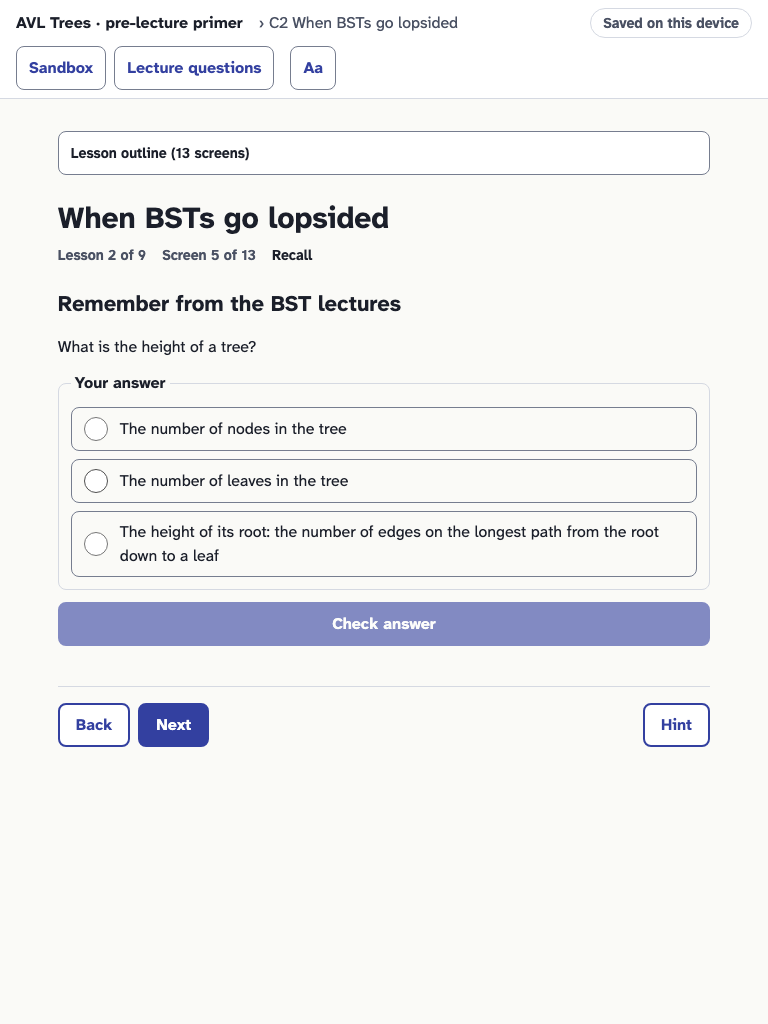 AVL Trees · pre-lecture primer › C2 When BSTs go lopsided Saved on this device
Sandbox Lecture questions Aa
Lesson outline (13 screens)
When BSTs go lopsided
Lesson 2 of 9 Screen 5 of 13 Recall
Remember from the BST lectures
What is the height of a tree?
Your answer
The number of nodes in the tree
The number of leaves in the tree
The height of its root: the number of edges on the longest path from the root
down to a leaf
Check answer
Back Next Hint